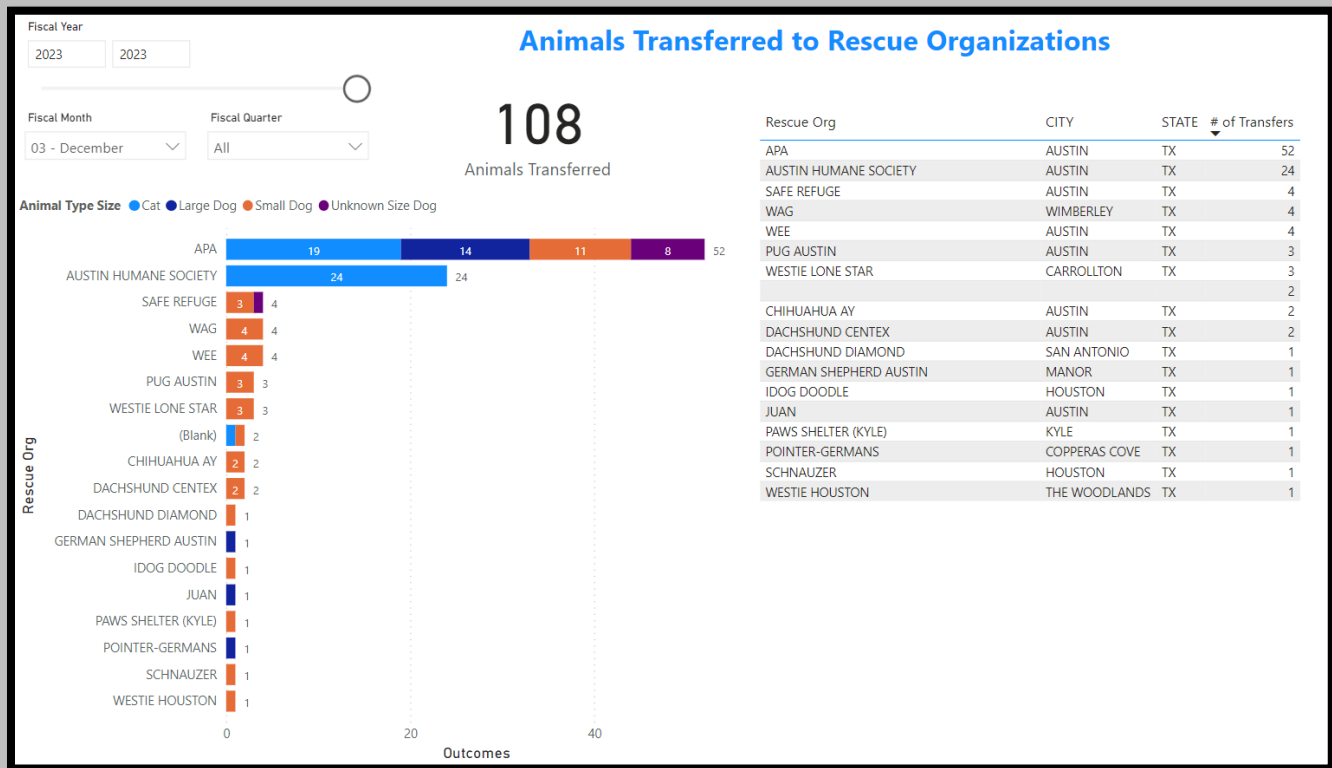 Fiscal Year
2023 2023
Animals Transferred to Rescue Organizations
Fiscal Month Fiscal Quarter
03 - December All
108
Animals Transferred
Animal Type Size Cat Large Dog Small Dog Unknown Size Dog
Rescue Org
APA 19 14 11 8 52
AUSTIN HUMANE SOCIETY 24 24
SAFE REFUGE 3 4
WAG 4 4
WEE 4 4
PUG AUSTIN 3 3
WESTIE LONE STAR 3 3
(Blank) 2
CHIHUAHUA AY 2 2
DACHSHUND CENTEX 2 2
DACHSHUND DIAMOND 1
GERMAN SHEPHERD AUSTIN 1
IDOG DOODLE 1
JUAN 1
PAWS SHELTER (KYLE) 1
POINTER-GERMANS 1
SCHNAUZER 1
WESTIE HOUSTON 1
0 20 40
Outcomes
Rescue Org CITY STATE # of Transfers
APA AUSTIN TX 52
AUSTIN HUMANE SOCIETY AUSTIN TX 24
SAFE REFUGE AUSTIN TX 4
WAG WIMBERLEY TX 4
WEE AUSTIN TX 4
PUG AUSTIN AUSTIN TX 3
WESTIE LONE STAR CARROLLTON TX 3
2
CHIHUAHUA AY AUSTIN TX 2
DACHSHUND CENTEX AUSTIN TX 2
DACHSHUND DIAMOND SAN ANTONIO TX 1
GERMAN SHEPHERD AUSTIN MANOR TX 1
IDOG DOODLE HOUSTON TX 1
JUAN AUSTIN TX 1
PAWS SHELTER (KYLE) KYLE TX 1
POINTER-GERMANS COPPERAS COVE TX 1
SCHNAUZER HOUSTON TX 1
WESTIE HOUSTON THE WOODLANDS TX 1